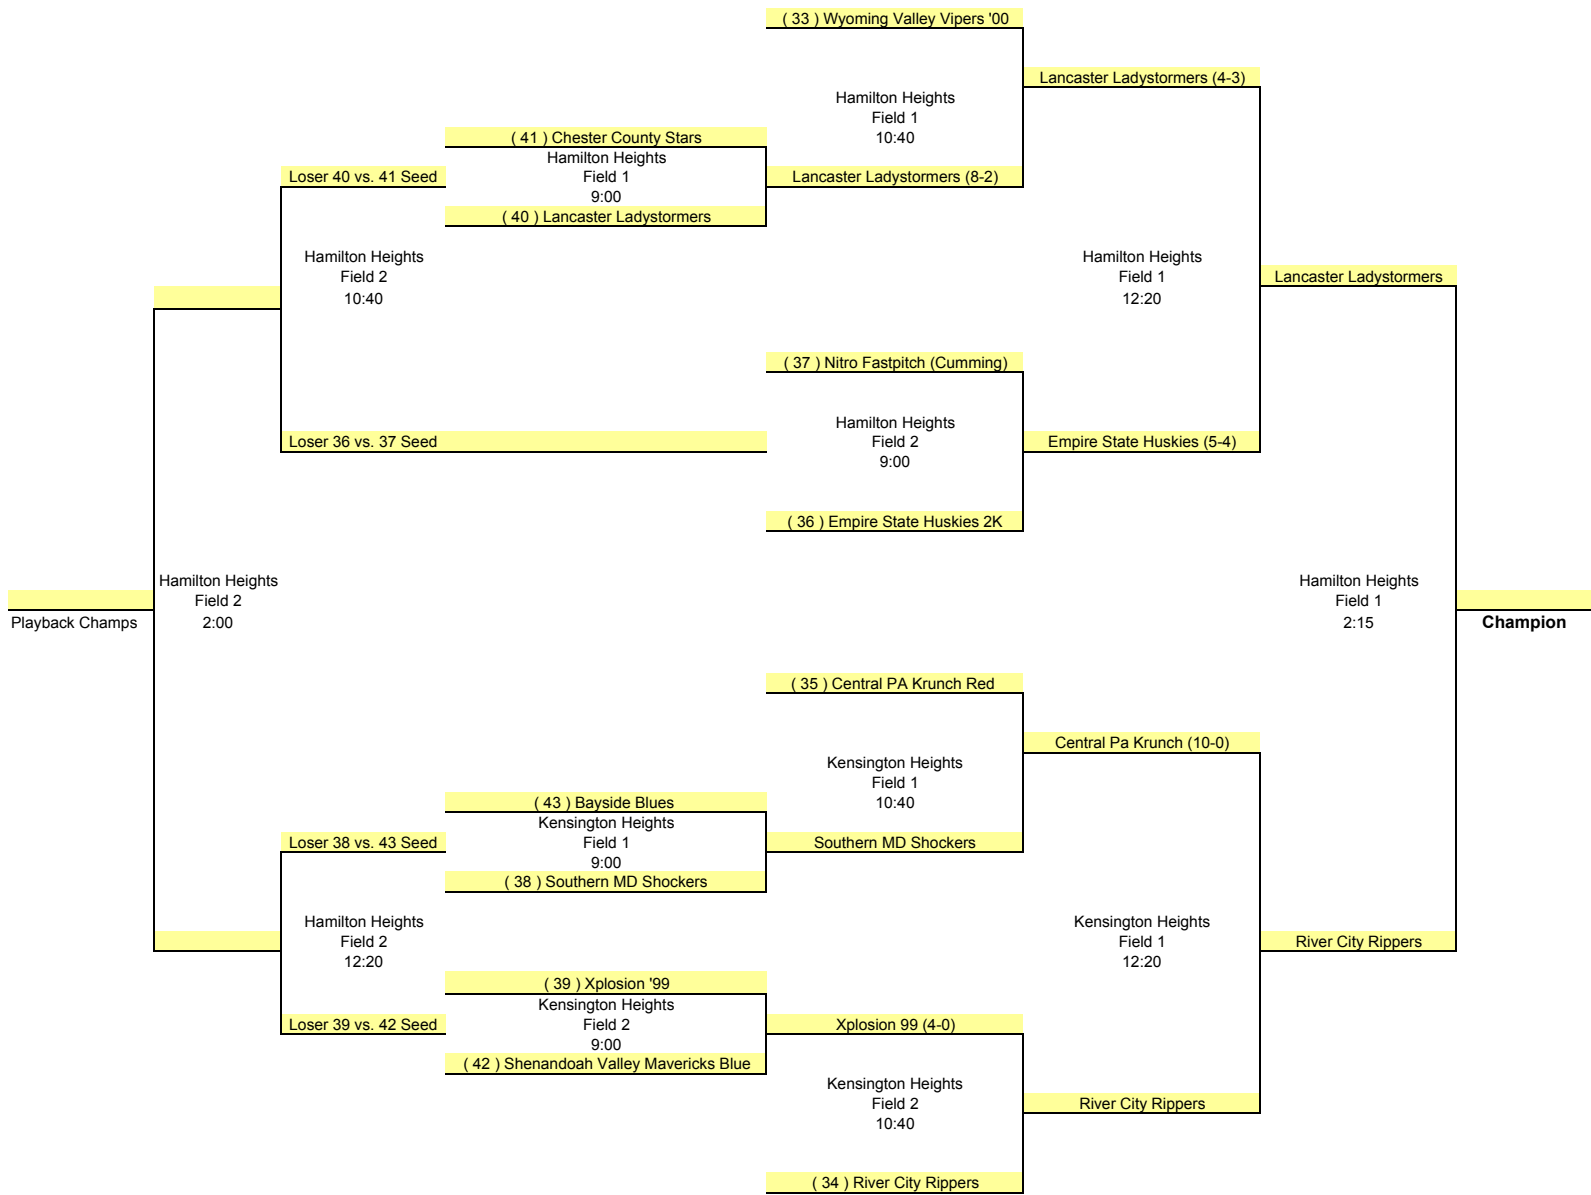 ( 33 ) Wyoming Valley Vipers '00
Lancaster Ladystormers (4-3)
Hamilton Heights
Field 1
10:40
( 41 ) Chester County Stars
Hamilton Heights
Field 1
9:00
Loser 40 vs. 41 Seed
Lancaster Ladystormers (8-2)
( 40 ) Lancaster Ladystormers
Hamilton Heights
Field 2
10:40
Hamilton Heights
Field 1
12:20
Lancaster Ladystormers
( 37 ) Nitro Fastpitch (Cumming)
Hamilton Heights
Field 2
9:00
Loser 36 vs. 37 Seed
Empire State Huskies (5-4)
( 36 ) Empire State Huskies 2K
Hamilton Heights
Field 2
2:00
Playback Champs
Hamilton Heights
Field 1
2:15
Champion
( 35 ) Central PA Krunch Red
Central Pa Krunch (10-0)
Kensington Heights
Field 1
10:40
( 43 ) Bayside Blues
Kensington Heights
Field 1
9:00
Loser 38 vs. 43 Seed
Southern MD Shockers
( 38 ) Southern MD Shockers
Hamilton Heights
Field 2
12:20
Kensington Heights
Field 1
12:20
River City Rippers
( 39 ) Xplosion '99
Kensington Heights
Field 2
9:00
Loser 39 vs. 42 Seed
Xplosion 99 (4-0)
( 42 ) Shenandoah Valley Mavericks Blue
Kensington Heights
Field 2
10:40
River City Rippers
( 34 ) River City Rippers